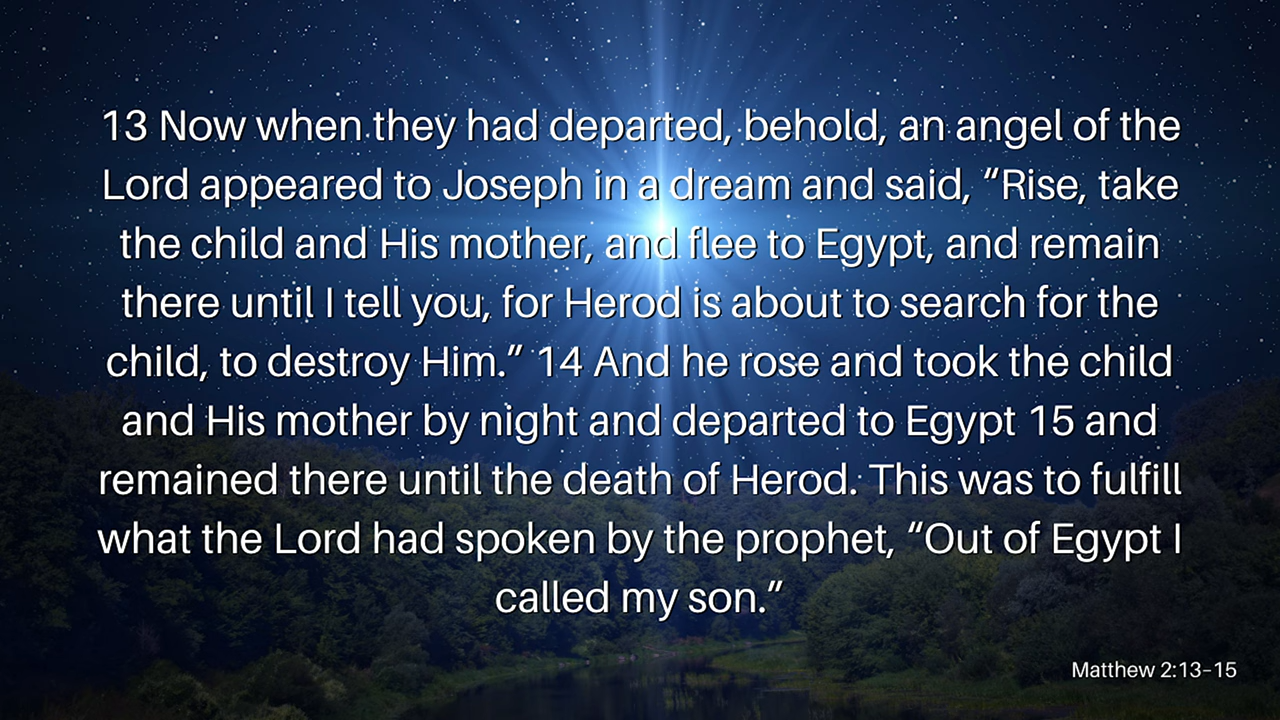 13 Now when they had departed, behold, an angel of the
Lord appeared to Joseph in a dream and said, “Rise, take
the child and His mother, and flee to Egypt, and remain
there until I tell you, for Herod is about to search for the
child, to destroy Him.” 14 And he rose and took the child
and His mother by night and departed to Egypt 15 and
remained there until the death of Herod. This was to fulfill
what the Lord had spoken by the prophet, “Out of Egypt I
called my son.”
Matthew 2:13–15